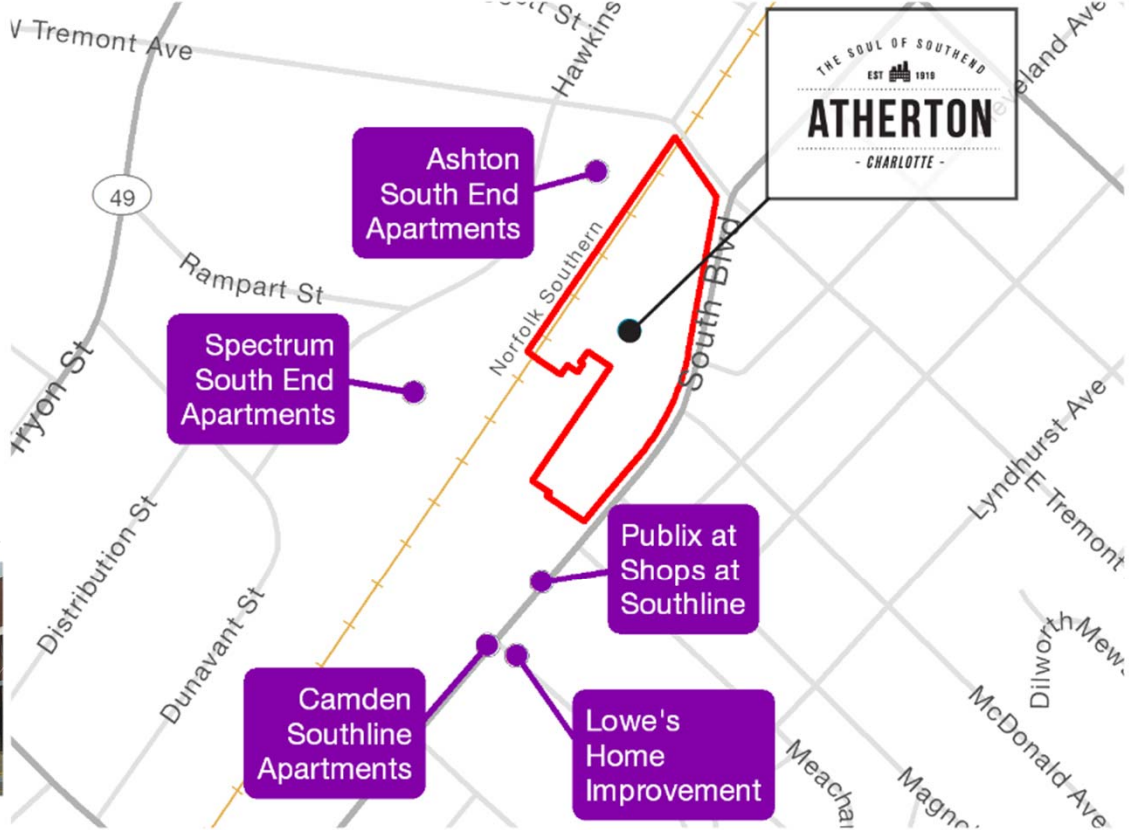 W Tremont Ave
Hawkins
THE SOUL OF SOUTHEND
EST 1919
ATHERTON
- CHARLOTTE -
Ashton
South End
Apartments
49
Rampart St
Norfolk Southern
South Blvd
Spectrum
South End
Apartments
Lyndhurst Ave
E Tremont
Distribution St
Dunavant St
Publix at
Shops at
Southline
Camden
Southline
Apartments
Lowe's
Home
Improvement
Dilworth Mews
McDonald Ave